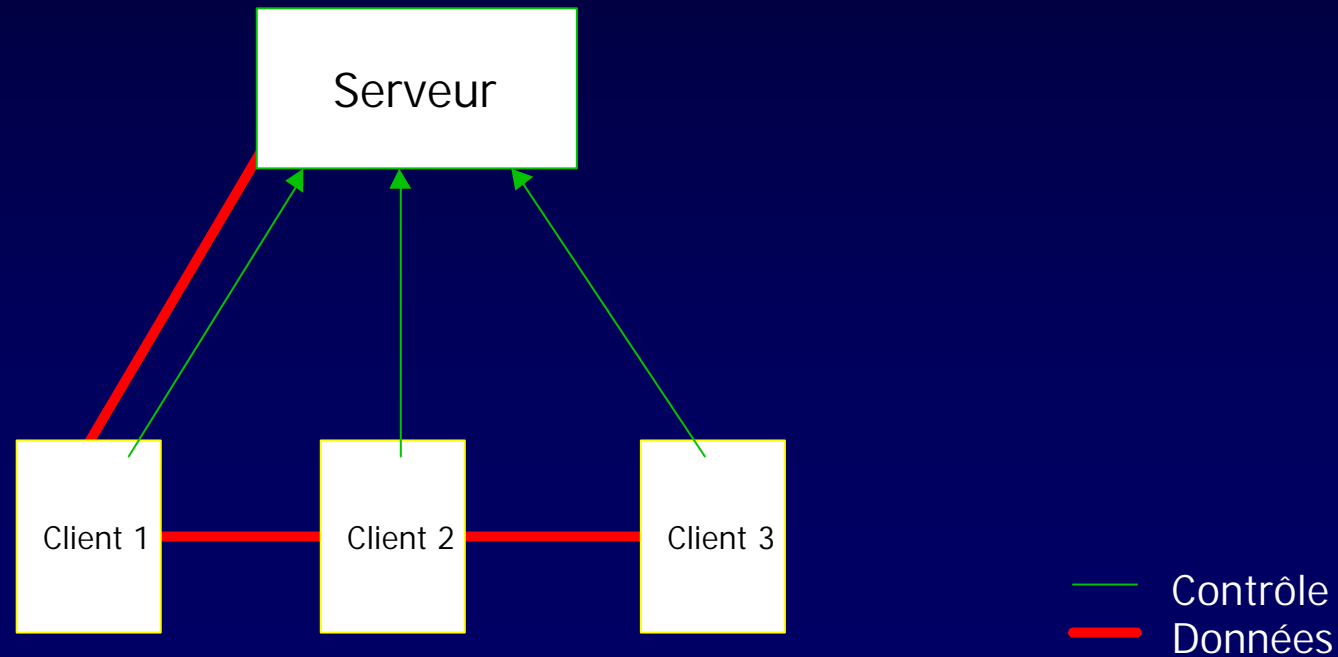 Serveur
Client 1
Client 2
Client 3
Contrôle
Données